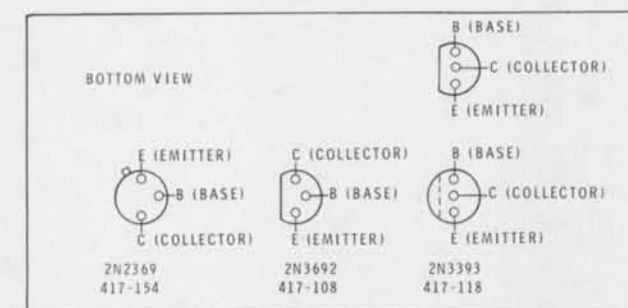 B (BASE)
BOTTOM VIEW
C (COLLECTOR)
E (EMITTER)
E (EMITTER)
B (BASE)
C (COLLECTOR)
2N2369
417-154
C (COLLECTOR)
B (BASE)
E (EMITTER)
2N3692
417-108
B (BASE)
C (COLLECTOR)
E (EMITTER)
2N3393
417-118